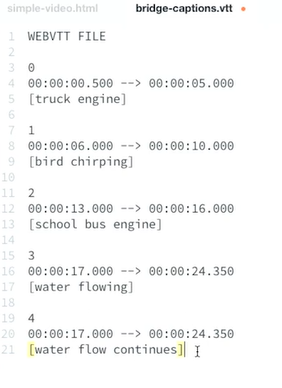 simple-video.html
bridge-captions.vtt
1 WEBVTT FILE
2
3 0
4 00:00:00.500 --> 00:00:05.000
5 [truck engine]
6
7 1
8 00:00:06.000 --> 00:00:10.000
9 [bird chirping]
10
11 2
12 00:00:13.000 --> 00:00:16.000
13 [school bus engine]
14
15 3
16 00:00:17.000 --> 00:00:24.350
17 [water flowing]
18
19 4
20 00:00:17.000 --> 00:00:24.350
21 [water flow continues]